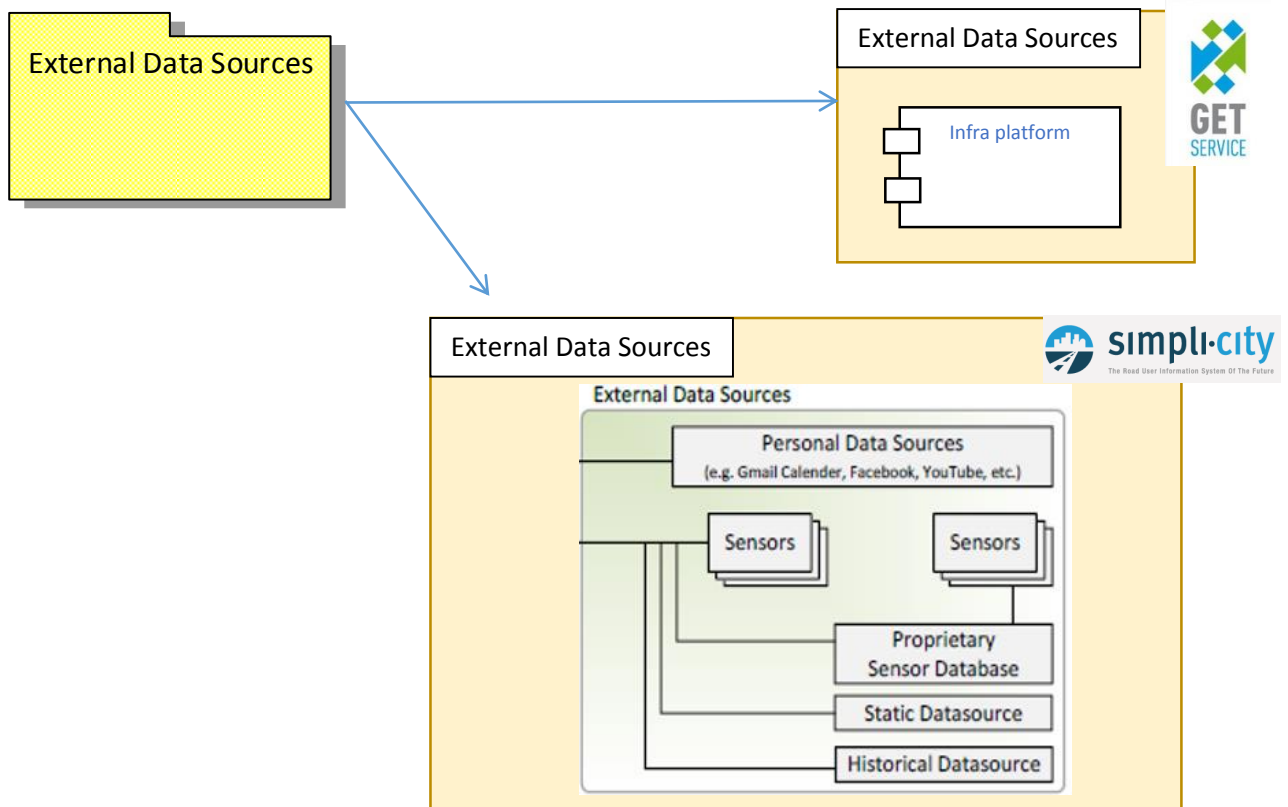 External Data Sources
External Data Sources
Infra platform
GET
SERVICE
External Data Sources
sımplı·cıty
The Road User Information System Of The Future
External Data Sources
Personal Data Sources
(e.g. Gmail Calender, Facebook, YouTube, etc.)
Sensors
Sensors
Proprietary
Sensor Database
Static Datasource
Historical Datasource